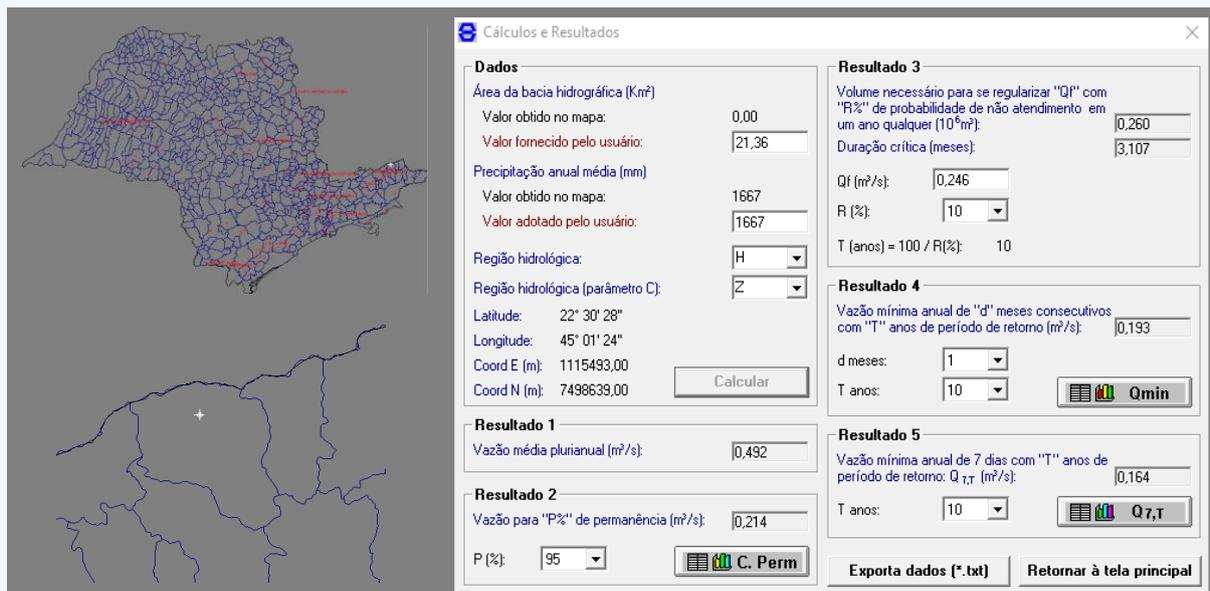 Cálculos e Resultados
Dados
Área da bacia hidrográfica (Km²)
Valor obtido no mapa: 0,00
Valor fornecido pelo usuário: 21,36
Precipitação anual média (mm)
Valor obtido no mapa: 1667
Valor adotado pelo usuário: 1667
Região hidrológica: H
Região hidrológica (parâmetro C): Z
Latitude: 22° 30' 28"
Longitude: 45° 01' 24"
Coord E (m): 1115493,00
Coord N (m): 7498639,00
Calcular
Resultado 1
Vazão média plurianual (m³/s): 0,492
Resultado 2
Vazão para "P%" de permanência (m³/s): 0,214
P (%): 95
C. Perm
Resultado 3
Volume necessário para se regularizar "Qf" com
"R%" de probabilidade de não atendimento em
um ano qualquer (10⁶m³): 0,260
Duração crítica (meses): 3,107
Qf (m³/s): 0,246
R (%): 10
T (anos) = 100 / R(%): 10
Resultado 4
Vazão mínima anual de "d" meses consecutivos
com "T" anos de período de retorno (m³/s): 0,193
d meses: 1
T anos: 10
Qmin
Resultado 5
Vazão mínima anual de 7 dias com "T" anos de
período de retorno: Q 7,T (m³/s): 0,164
T anos: 10
Q7,T
Exporta dados (*.txt)
Retornar à tela principal